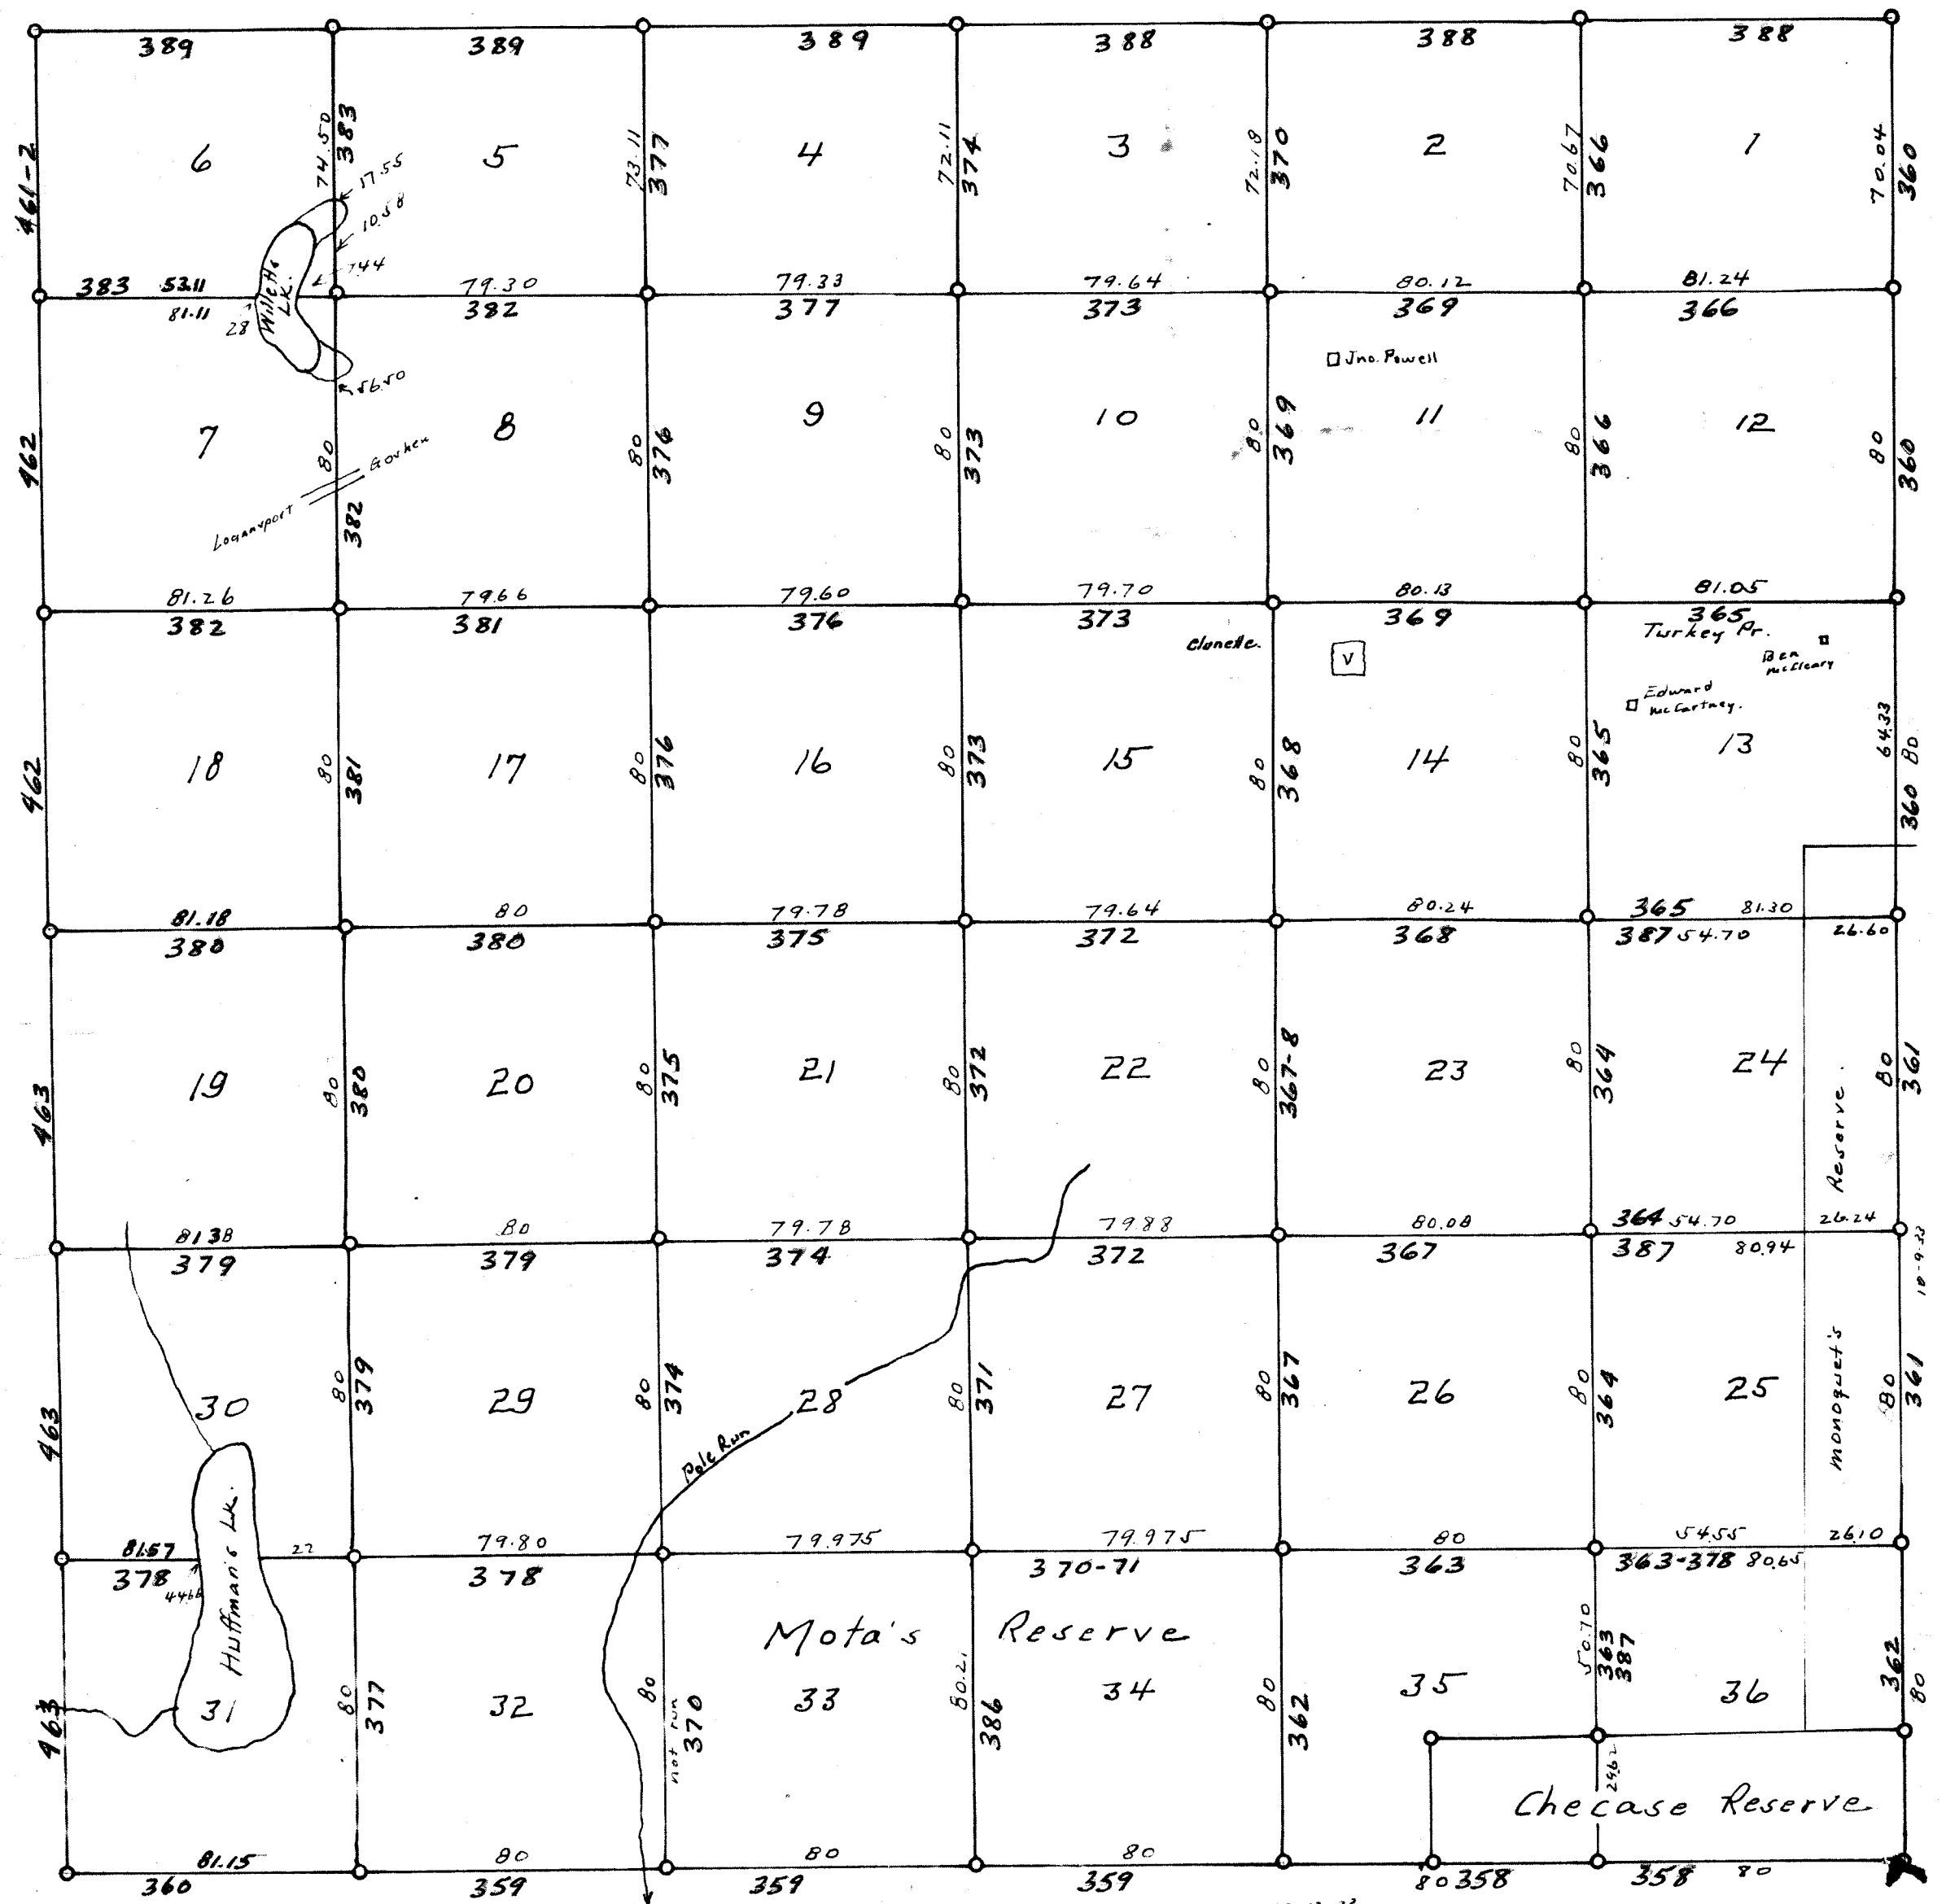 389 389 389 388 388 388
461-2 6 74.50 383 5 73.11 377 4 72.11 374 3 72.18 370 2 70.67 366 1 70.04 360
17.55
10.58
744
383 53.11 79.30 79.33 79.64 80.12 81.24
81.11 28 382 377 373 369 366
Willetts
Lk.
Jno. Powell
56.50
462 7 80 382 8 80 376 9 80 373 10 80 369 11 80 366 12 80 360
Goshen
Logansport
81.26 79.66 79.60 79.70 80.13 81.05
382 381 376 373 369 365
Turkey Pr.
Clunette. V
Ben
McCleary
Edward
McCartney.
462 18 80 381 17 80 376 16 80 373 15 80 368 14 80 365 13 64.33 80 360
81.18 80 79.78 79.64 80.24 365 81.30
380 380 375 372 368 387 54.70 26.60
463 19 80 380 20 80 375 21 80 372 22 80 367-8 23 80 364 24 80 361
monoquet's Reserve.
81 38 80 79.78 79.88 80.08 364 54.70 26.24
379 379 374 372 367 387 80.94
10-9-33
463 30 80 379 29 80 374 28 80 371 27 80 367 26 80 364 25 80 361
Pole Run
81.57 27 79.80 79.975 79.975 80 54.55 26.10
378 378 370-71 363 363-378 80.65
Huffman's Lk.
Mota's Reserve
463 31 80 377 32 80 not run 370 33 80.21 386 34 80 362 35 50.70 363 387 36 362 80
Checase Reserve
81.15 80 80 80
360 359 359 359 80 358 358 80